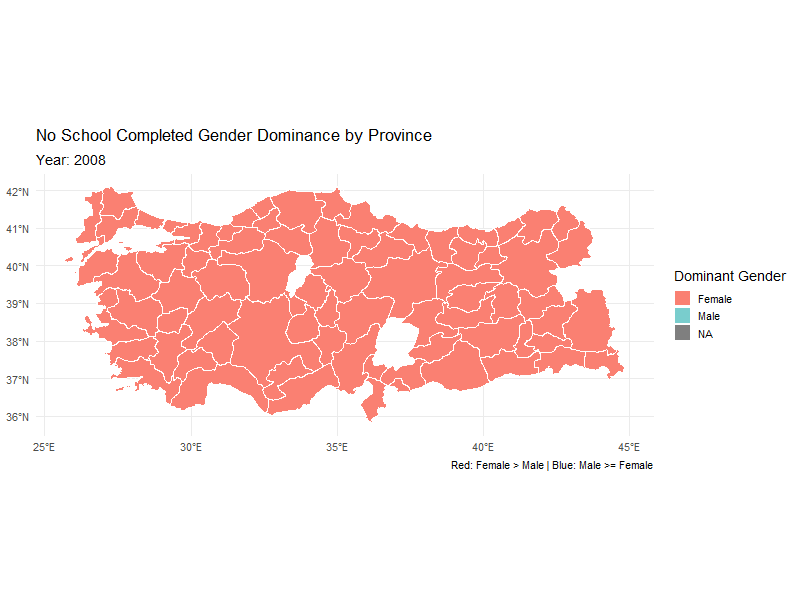 No School Completed Gender Dominance by Province
Year: 2008
42°N
41°N
40°N
39°N
38°N
37°N
36°N
25°E 30°E 35°E 40°E 45°E
Dominant Gender
Female
Male
NA
Red: Female > Male | Blue: Male >= Female